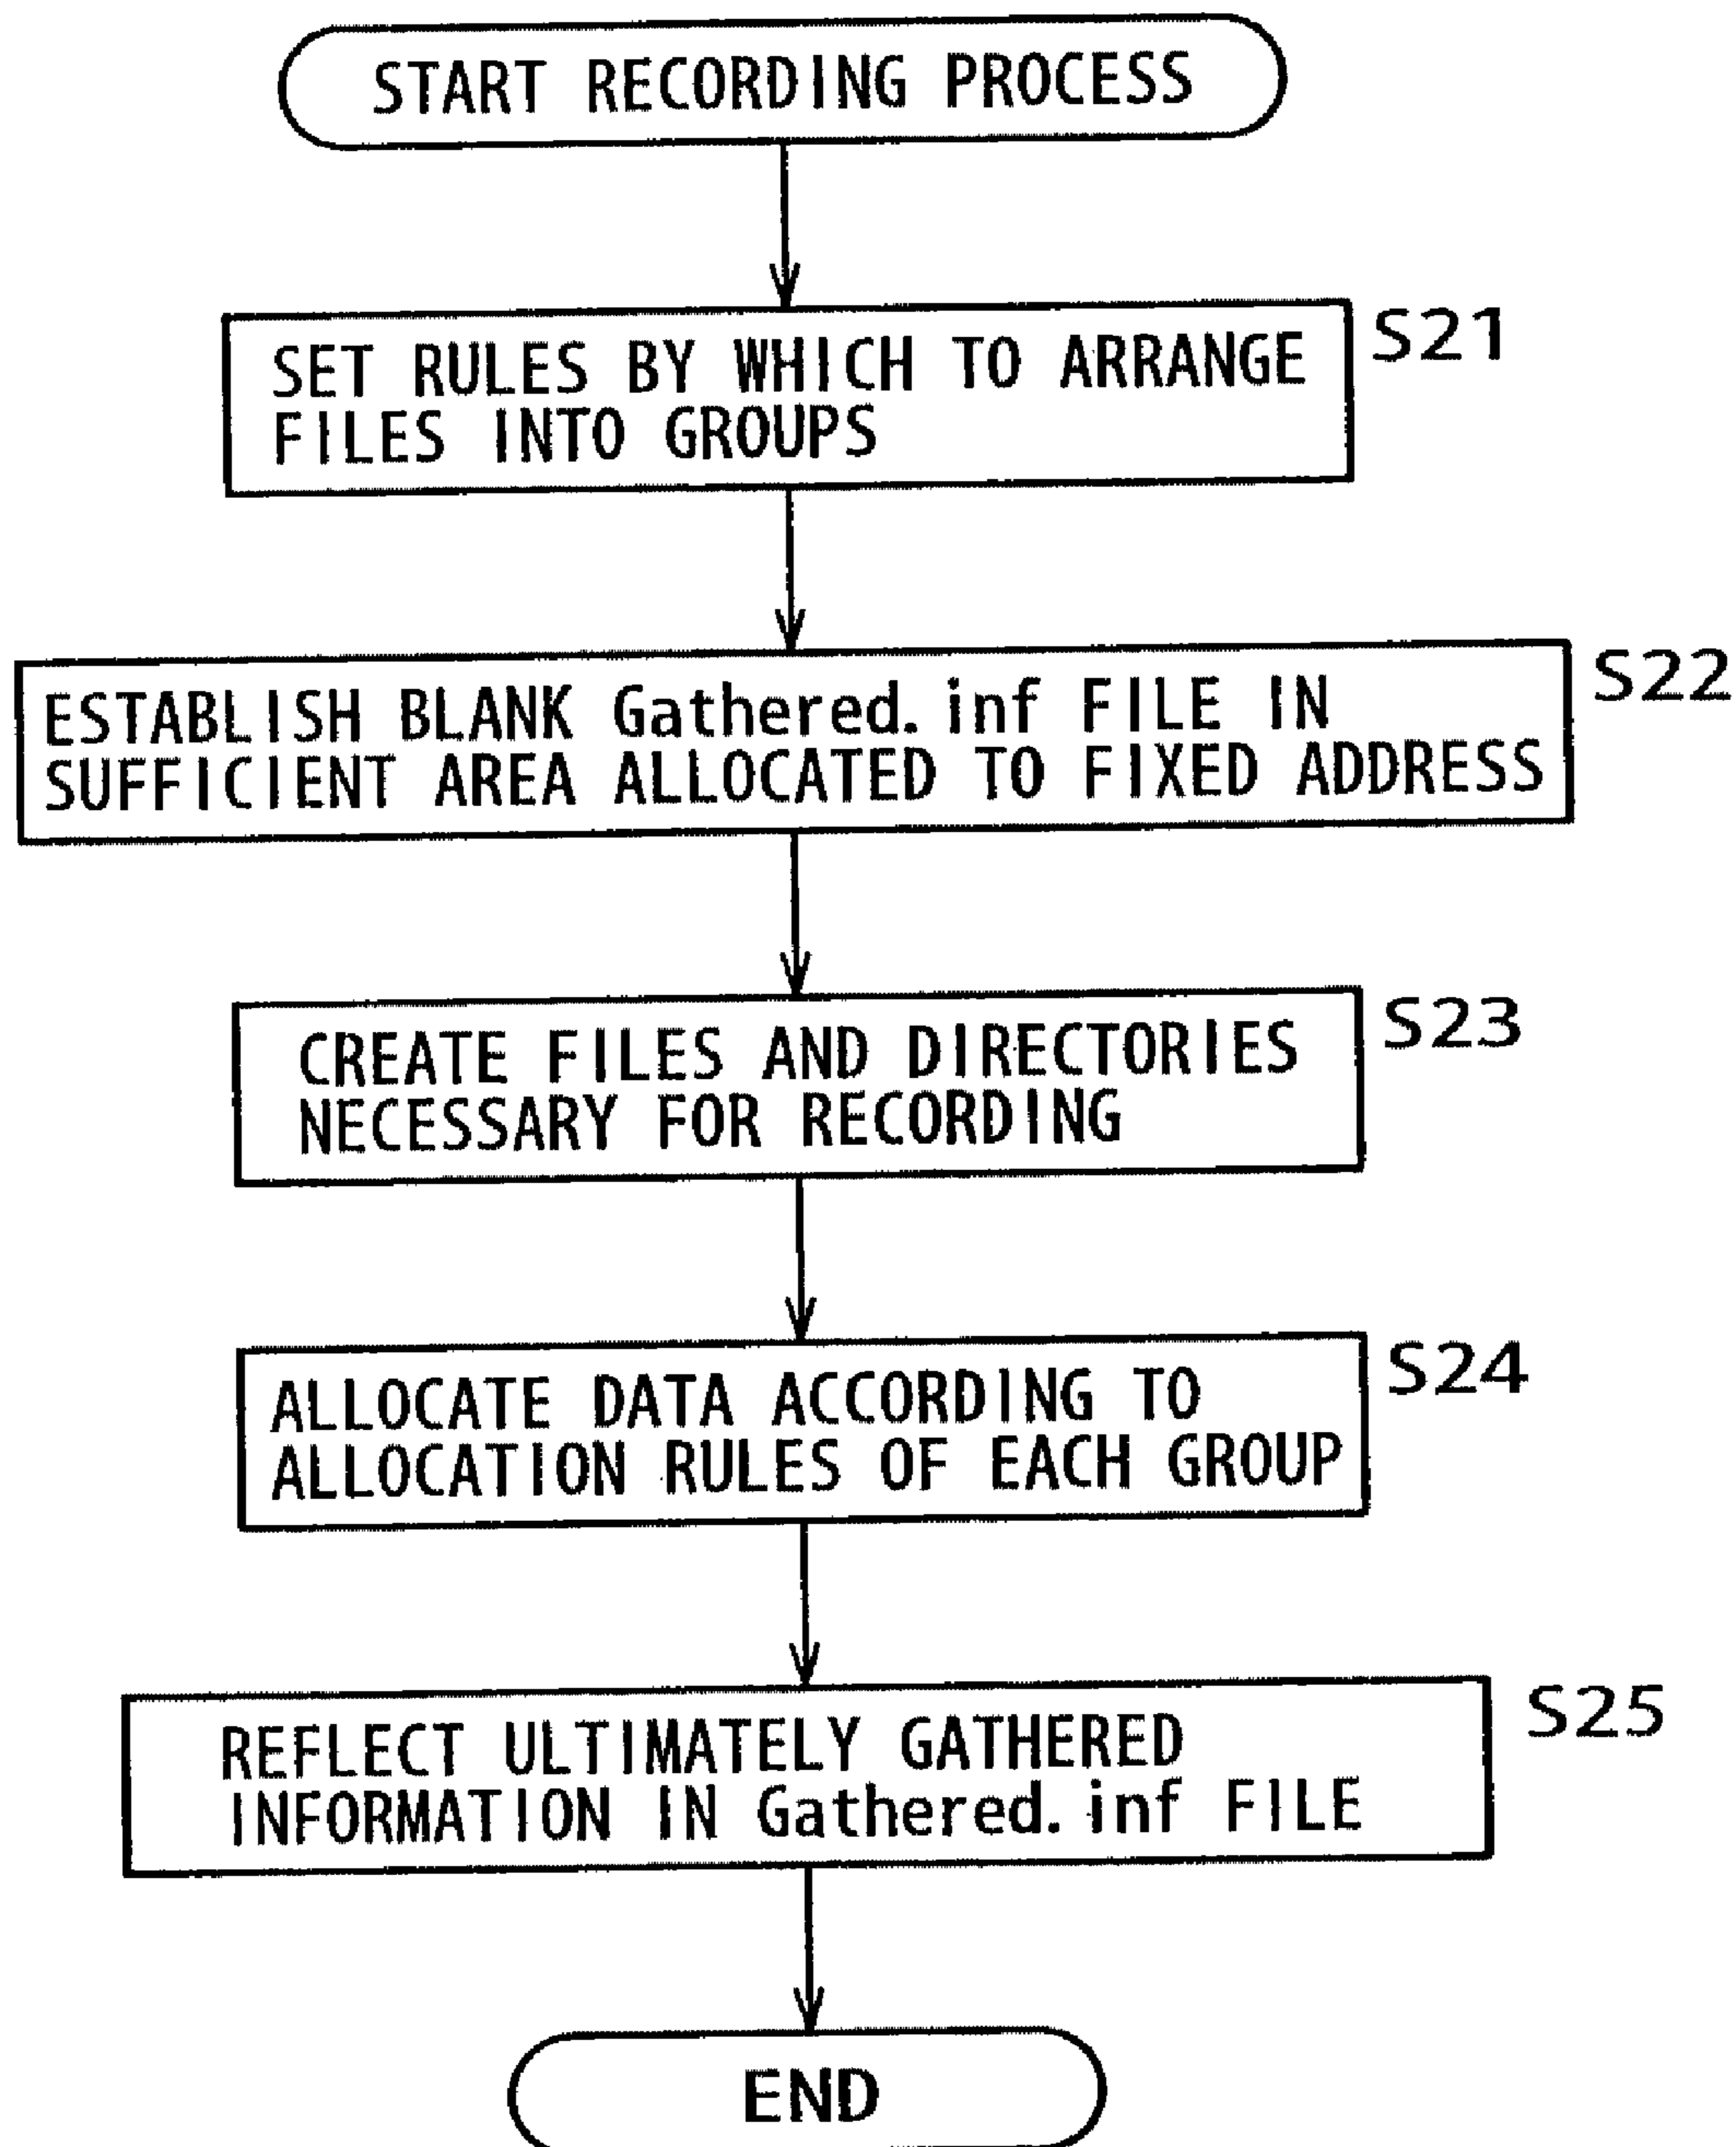 START RECORDING PROCESS
S21
SET RULES BY WHICH TO ARRANGE
FILES INTO GROUPS
S22
ESTABLISH BLANK Gathered.inf FILE IN
SUFFICIENT AREA ALLOCATED TO FIXED ADDRESS
S23
CREATE FILES AND DIRECTORIES
NECESSARY FOR RECORDING
S24
ALLOCATE DATA ACCORDING TO
ALLOCATION RULES OF EACH GROUP
S25
REFLECT ULTIMATELY GATHERED
INFORMATION IN Gathered.inf FILE
END